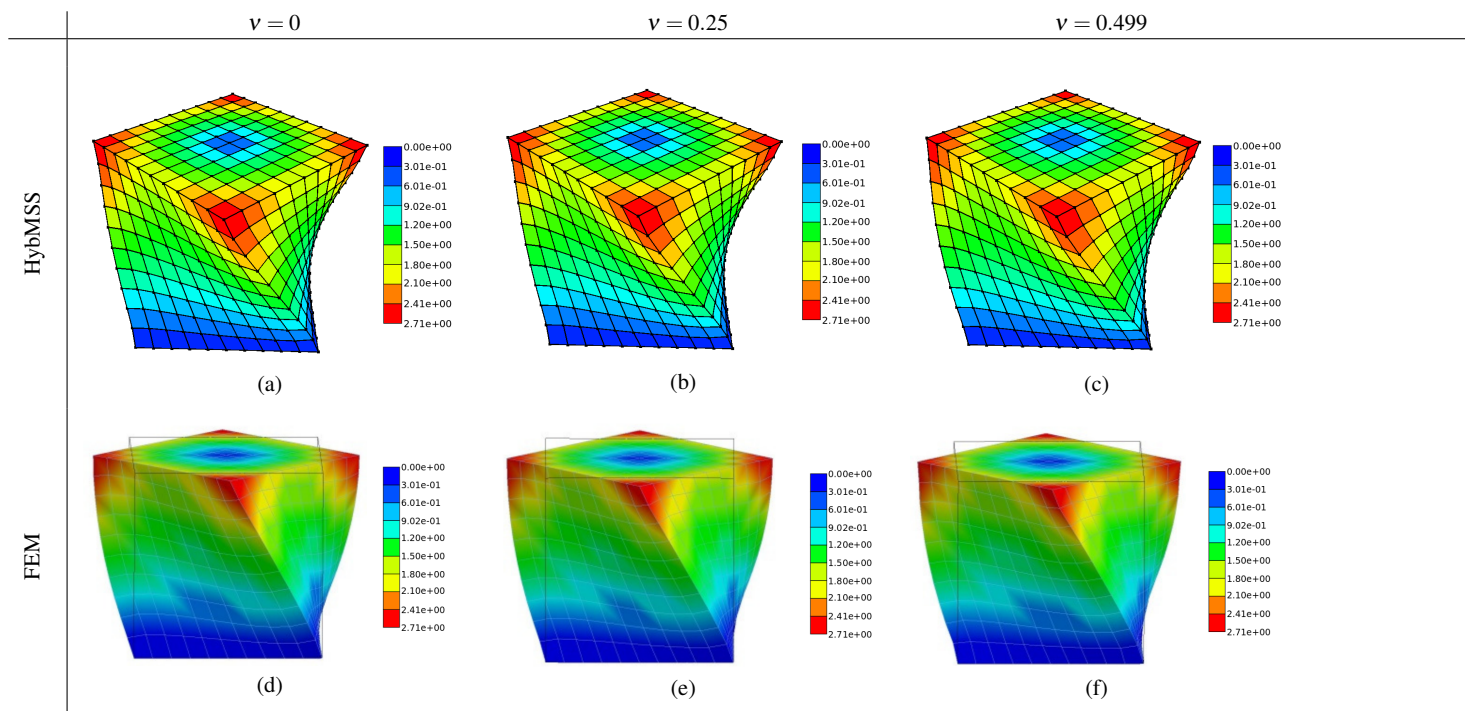 ν = 0
ν = 0.25
ν = 0.499
HybMSS
0.00e+00
3.01e-01
6.01e-01
9.02e-01
1.20e+00
1.50e+00
1.80e+00
2.10e+00
2.41e+00
2.71e+00
(a)
0.00e+00
3.01e-01
6.01e-01
9.02e-01
1.20e+00
1.50e+00
1.80e+00
2.10e+00
2.41e+00
2.71e+00
(b)
0.00e+00
3.01e-01
6.01e-01
9.02e-01
1.20e+00
1.50e+00
1.80e+00
2.10e+00
2.41e+00
2.71e+00
(c)
FEM
0.00e+00
3.01e-01
6.01e-01
9.02e-01
1.20e+00
1.50e+00
1.80e+00
2.10e+00
2.41e+00
2.71e+00
(d)
0.00e+00
3.01e-01
6.01e-01
9.02e-01
1.20e+00
1.50e+00
1.80e+00
2.10e+00
2.41e+00
2.71e+00
(e)
0.00e+00
3.01e-01
6.01e-01
9.02e-01
1.20e+00
1.50e+00
1.80e+00
2.10e+00
2.41e+00
2.71e+00
(f)